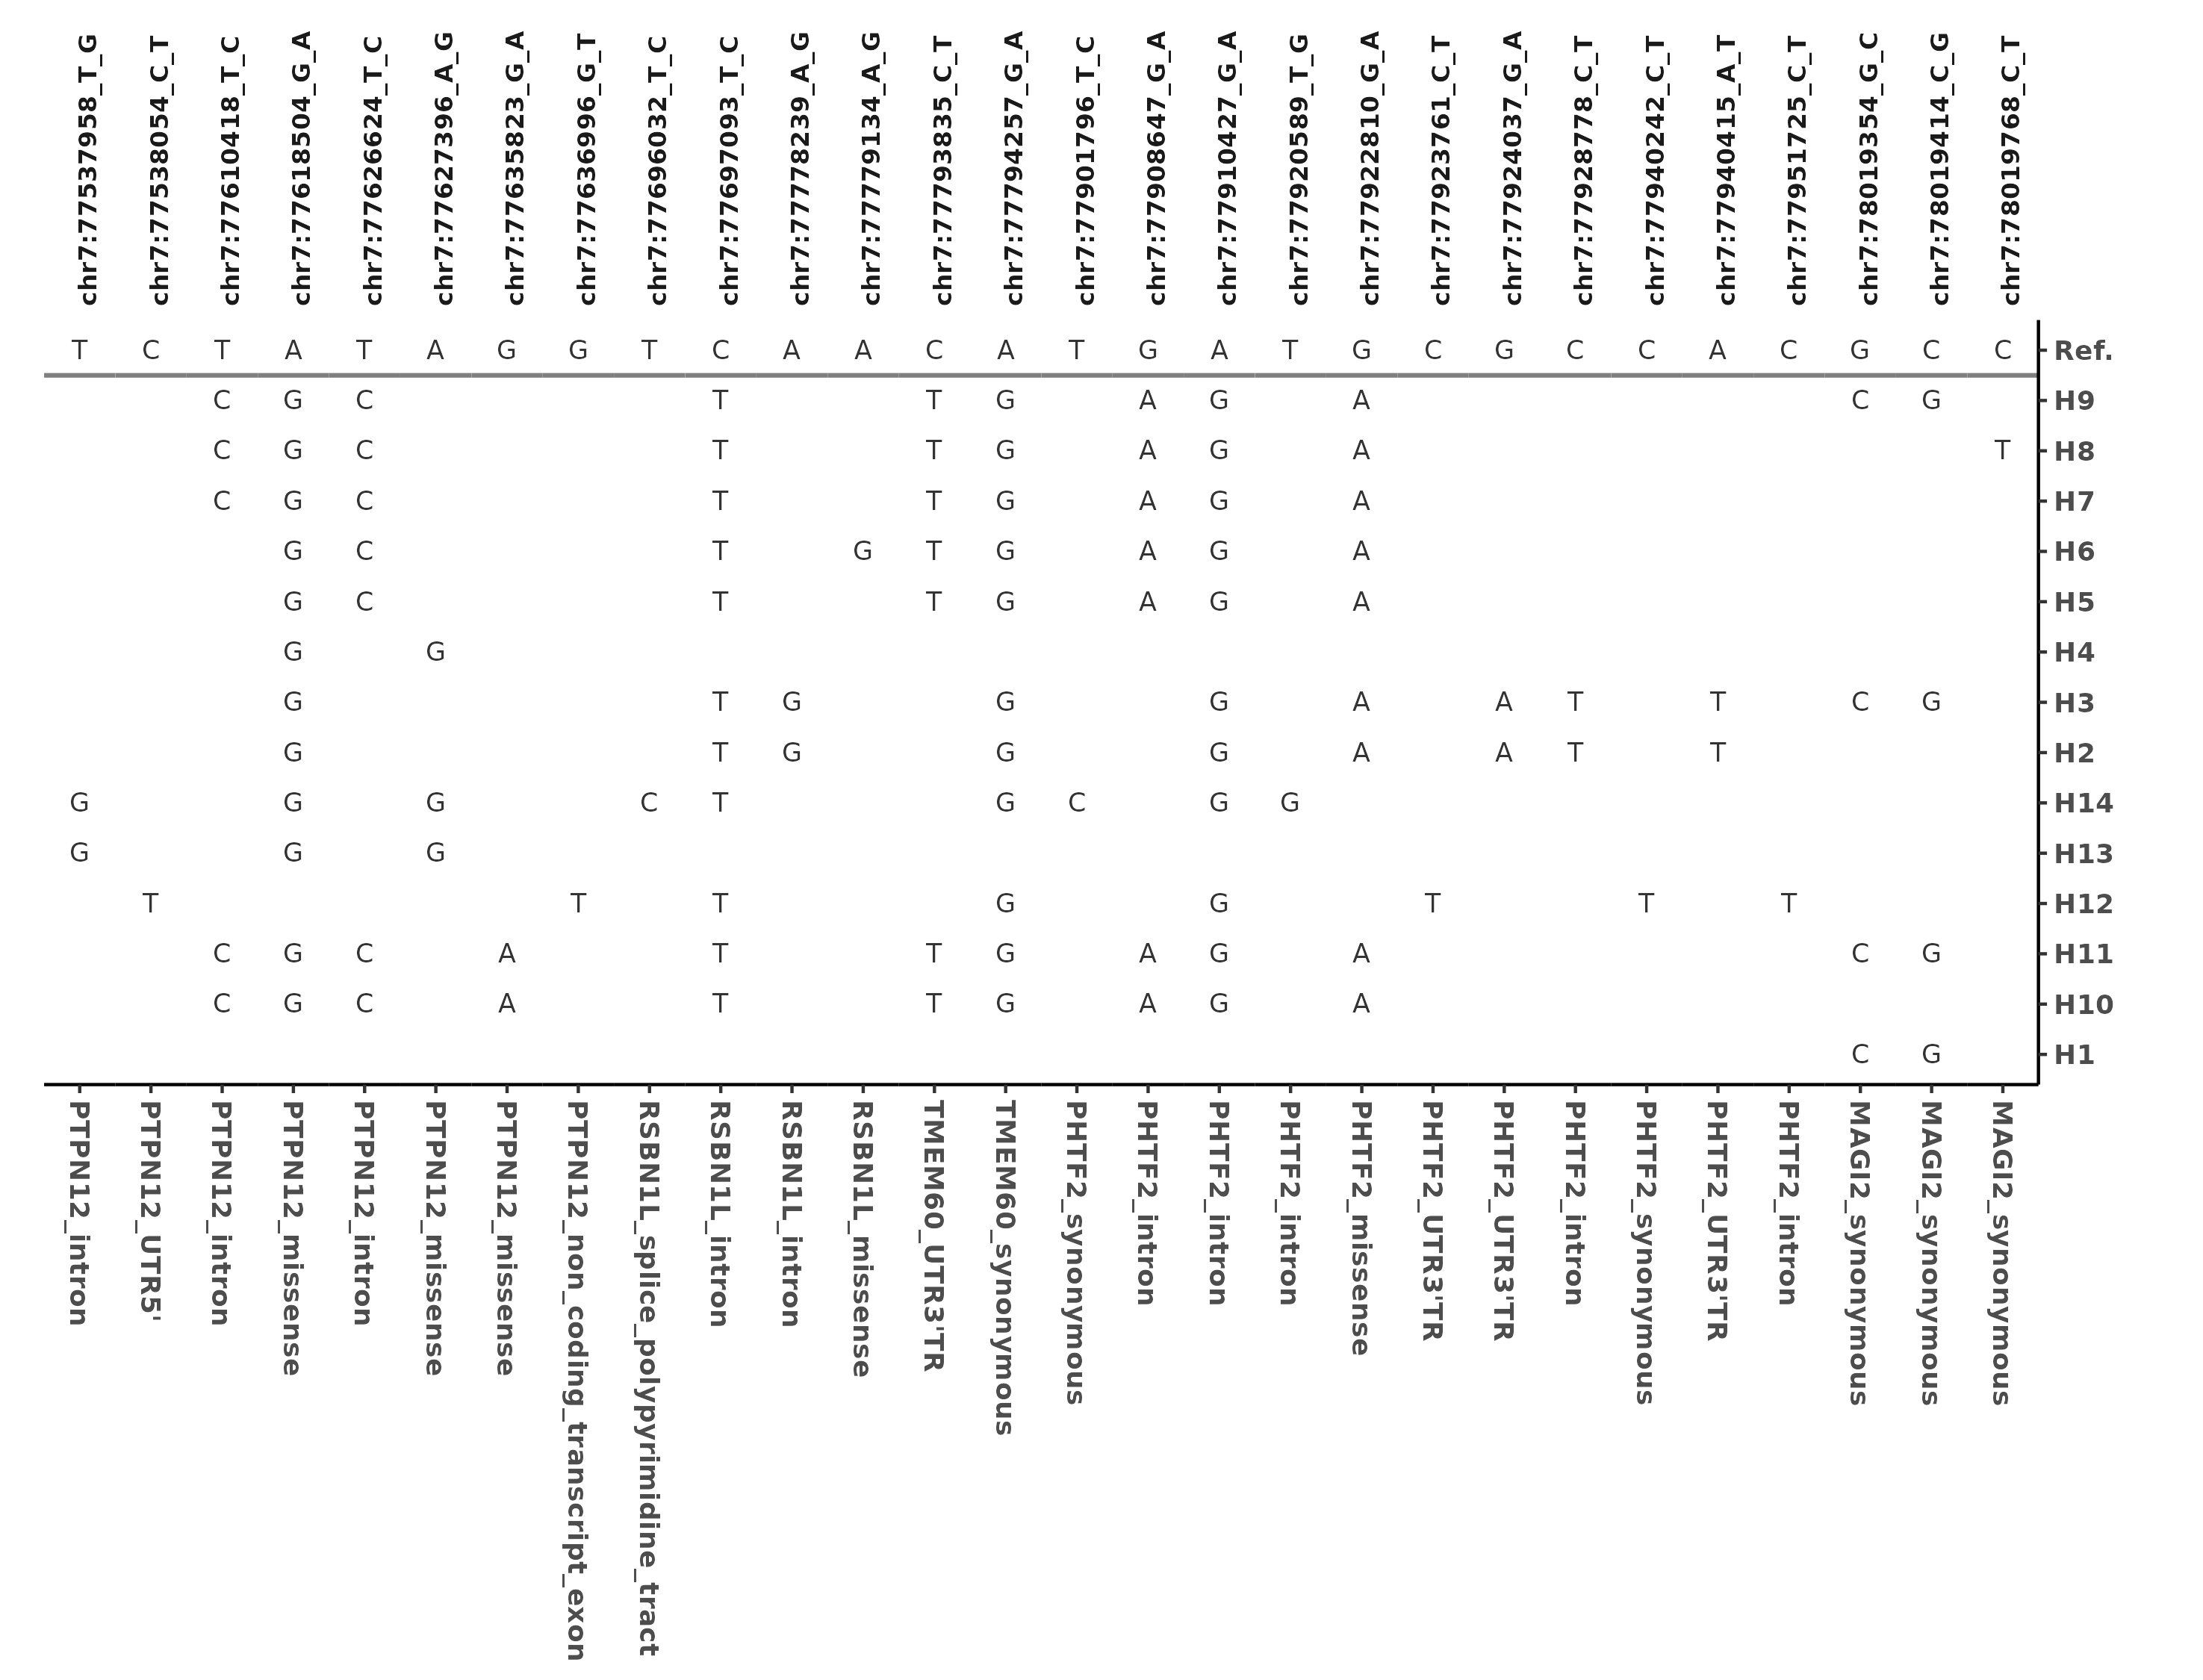 chr7:77537958_T_G chr7:77538054_C_T chr7:77610418_T_C chr7:77618504_G_A chr7:77626624_T_C chr7:77627396_A_G chr7:77635823_G_A chr7:77636996_G_T chr7:77696032_T_C chr7:77697093_T_C chr7:77778239_A_G chr7:77779134_A_G chr7:77793835_C_T chr7:77794257_G_A chr7:77901796_T_C chr7:77908647_G_A chr7:77910427_G_A chr7:77920589_T_G chr7:77922810_G_A chr7:77923761_C_T chr7:77924037_G_A chr7:77928778_C_T chr7:77940242_C_T chr7:77940415_A_T chr7:77951725_C_T chr7:78019354_G_C chr7:78019414_C_G chr7:78019768_C_T
T C T A T A G G T C A A C A T G A T G C G C C A C G C C Ref.
C G C T T G A G A C G H9
C G C T T G A G A T H8
C G C T T G A G A H7
G C T G T G A G A H6
G C T T G A G A H5
G G H4
G T G G G A A T T C G H3
G T G G G A A T T H2
G G G C T G C G G H14
G G G H13
T T T G G T T T H12
C G C A T T G A G A C G H11
C G C A T T G A G A H10
C G H1
PTPN12_intron PTPN12_UTR5' PTPN12_intron PTPN12_missense PTPN12_intron PTPN12_missense PTPN12_missense PTPN12_non_coding_transcript_exon RSBN1L_splice_polypyrimidine_tract RSBN1L_intron RSBN1L_intron RSBN1L_missense TMEM60_UTR3'TR TMEM60_synonymous PHTF2_synonymous PHTF2_intron PHTF2_intron PHTF2_intron PHTF2_missense PHTF2_UTR3'TR PHTF2_UTR3'TR PHTF2_intron PHTF2_synonymous PHTF2_UTR3'TR PHTF2_intron MAGI2_synonymous MAGI2_synonymous MAGI2_synonymous